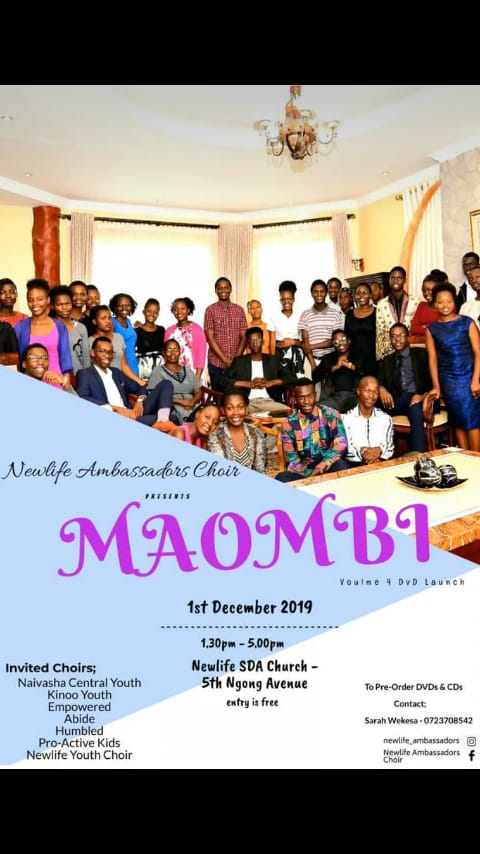 Newlife Ambassadors Choir
PRESENTS
MAOMBI
Voulme 4 DvD Launch
1st December 2019
1.30pm - 5.00pm
Newlife SDA Church -
5th Ngong Avenue
entry is free
Invited Choirs;
Naivasha Central Youth
Kinoo Youth
Empowered
Abide
Humbled
Pro-Active Kids
Newlife Youth Choir
To Pre-Order DVDs & CDs
Contact;
Sarah Wekesa - 0723708542
newlife_ambassadors
Newlife Ambassadors
Choir